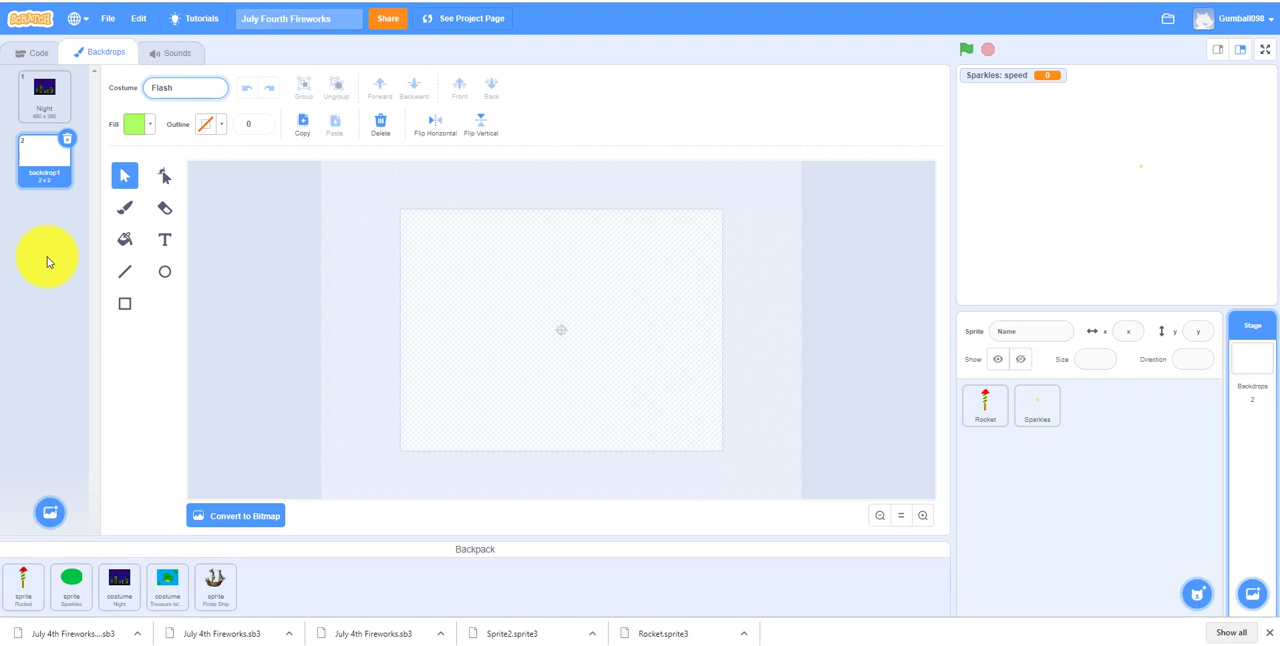 SCRATCH
File
Edit
Tutorials
July Fourth Fireworks
Share
See Project Page
Gumball098
Code
Backdrops
Sounds
1
Night
480 x 360
2
backdrop1
2 x 2
Costume
Flash
Group
Ungroup
Forward
Backward
Front
Back
Fill
Outline
0
Copy
Paste
Delete
Flip Horizontal
Flip Vertical
T
Convert to Bitmap
Sparkles: speed
0
Sprite
Name
x
x
y
y
Show
Size
Direction
Rocket
Sparkles
Stage
Backdrops
2
Backpack
sprite
Rocket
sprite
Sparkles
costume
Night
costume
Treasure Isl...
sprite
Pirate Ship
July 4th Fireworks....sb3
July 4th Fireworks.sb3
July 4th Fireworks.sb3
Sprite2.sprite3
Rocket.sprite3
Show all